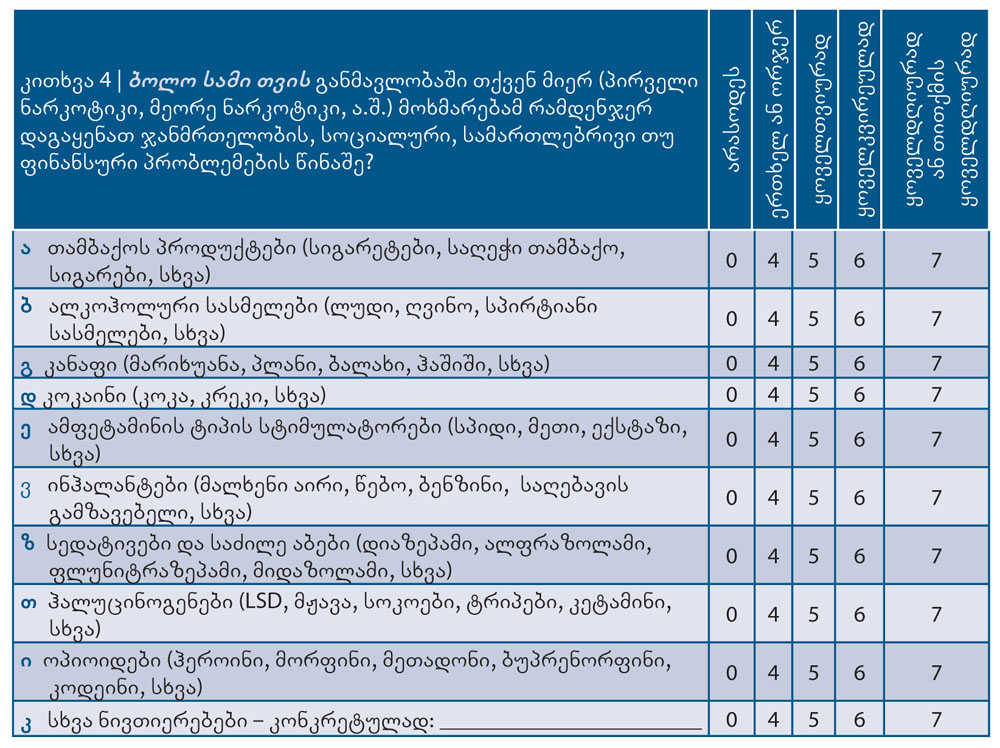 კითხვა 4 | ბოლო სამი თვის განმავლობაში თქვენ მიერ (პირველი
ნარკოტიკი, მეორე ნარკოტიკი, ა.შ.) მოხმარებამ რამდენჯერ
დაგაყენათ ჯანმრთელობის, სოციალური, სამართლებრივი თუ
ფინანსური პრობლემების წინაშე?
არასოდეს
ერთხელ ან ორჯერ
ყოველთვიურად
ყოველკვირეულად
ყოველდღიურად
ან თითქმის
ყოველდღიურად
ა თამბაქოს პროდუქტები (სიგარეტები, საღეჭი თამბაქო,
სიგარები, სხვა) 0 4 5 6 7
ბ ალკოჰოლური სასმელები (ლუდი, ღვინო, სპირტიანი
სასმელები, სხვა) 0 4 5 6 7
გ კანაფი (მარიხუანა, პლანი, ბალახი, ჰაშიში, სხვა) 0 4 5 6 7
დ კოკაინი (კოკა, კრეკი, სხვა) 0 4 5 6 7
ე ამფეტამინის ტიპის სტიმულატორები (სპიდი, მეთი, ექსტაზი,
სხვა) 0 4 5 6 7
ვ ინჰალანტები (მალხენი აირი, წებო, ბენზინი, საღებავის
გამზავებელი, სხვა) 0 4 5 6 7
ზ სედატივები და საძილე აბები (დიაზეპამი, ალფრაზოლამი,
ფლუნიტრაზეპამი, მიდაზოლამი, სხვა) 0 4 5 6 7
თ ჰალუცინოგენები (LSD, მჟავა, სოკოები, ტრიპები, კეტამინი,
სხვა) 0 4 5 6 7
ი ოპიოიდები (ჰეროინი, მორფინი, მეთადონი, ბუპრენორფინი,
კოდეინი, სხვა) 0 4 5 6 7
კ სხვა ნივთიერებები – კონკრეტულად: 0 4 5 6 7